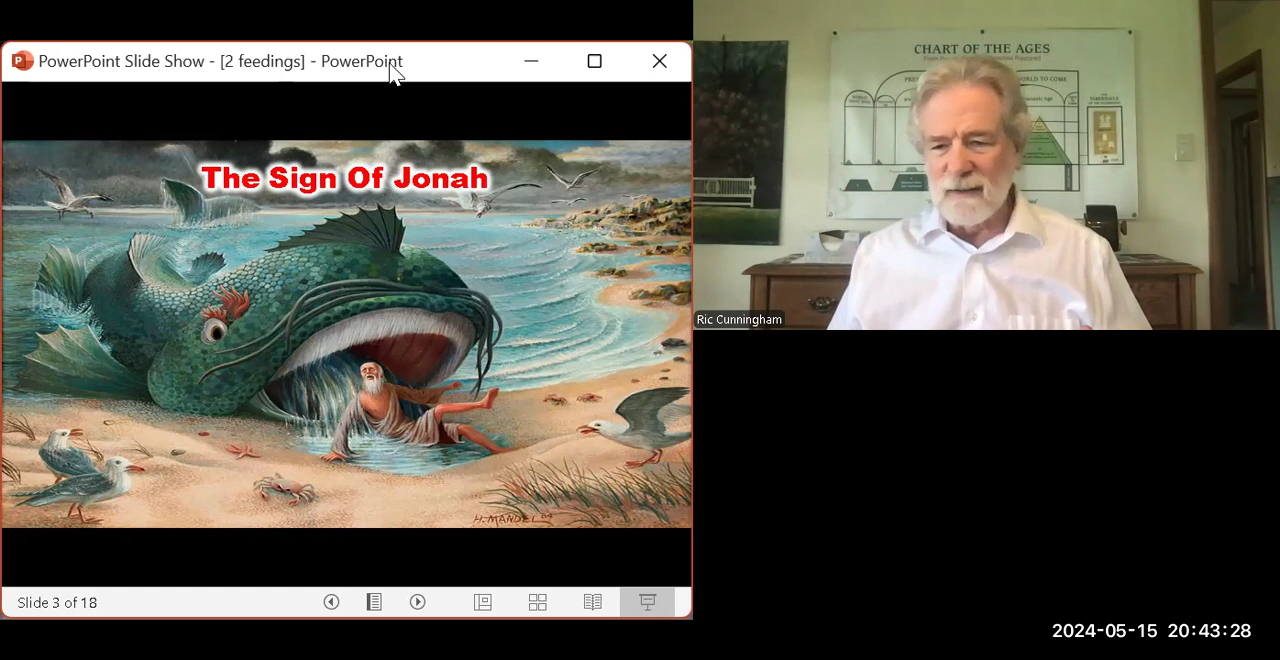 PowerPoint Slide Show - [2 feedings] - PowerPoint
The Sign Of Jonah
H. MANDEL
Slide 3 of 18
CHART OF THE AGES
WORLD TO COME
Ric Cunningham
2024-05-15 20:43:28